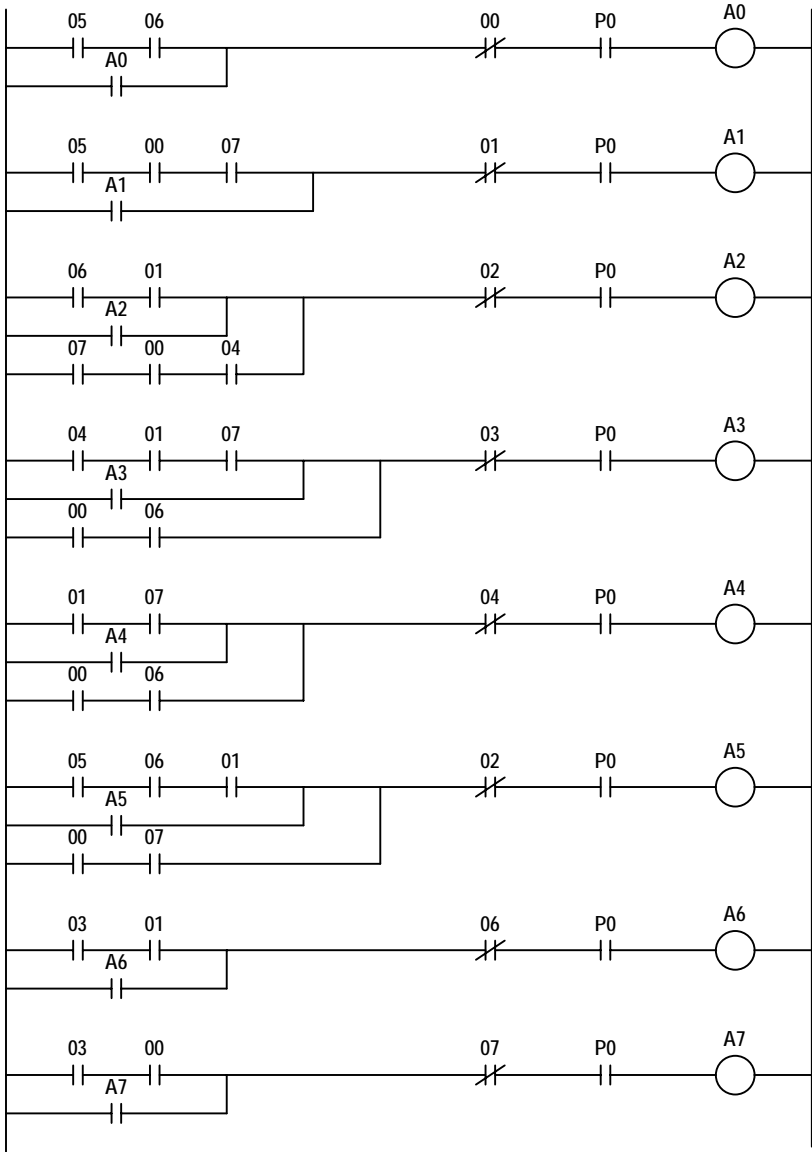 05 06 00 P0 A0
A0
05 00 07 01 P0 A1
A1
06 01 02 P0 A2
A2
07 00 04
04 01 07 03 P0 A3
A3
00 06
01 07 04 P0 A4
A4
00 06
05 06 01 02 P0 A5
A5
00 07
03 01 06 P0 A6
A6
03 00 07 P0 A7
A7